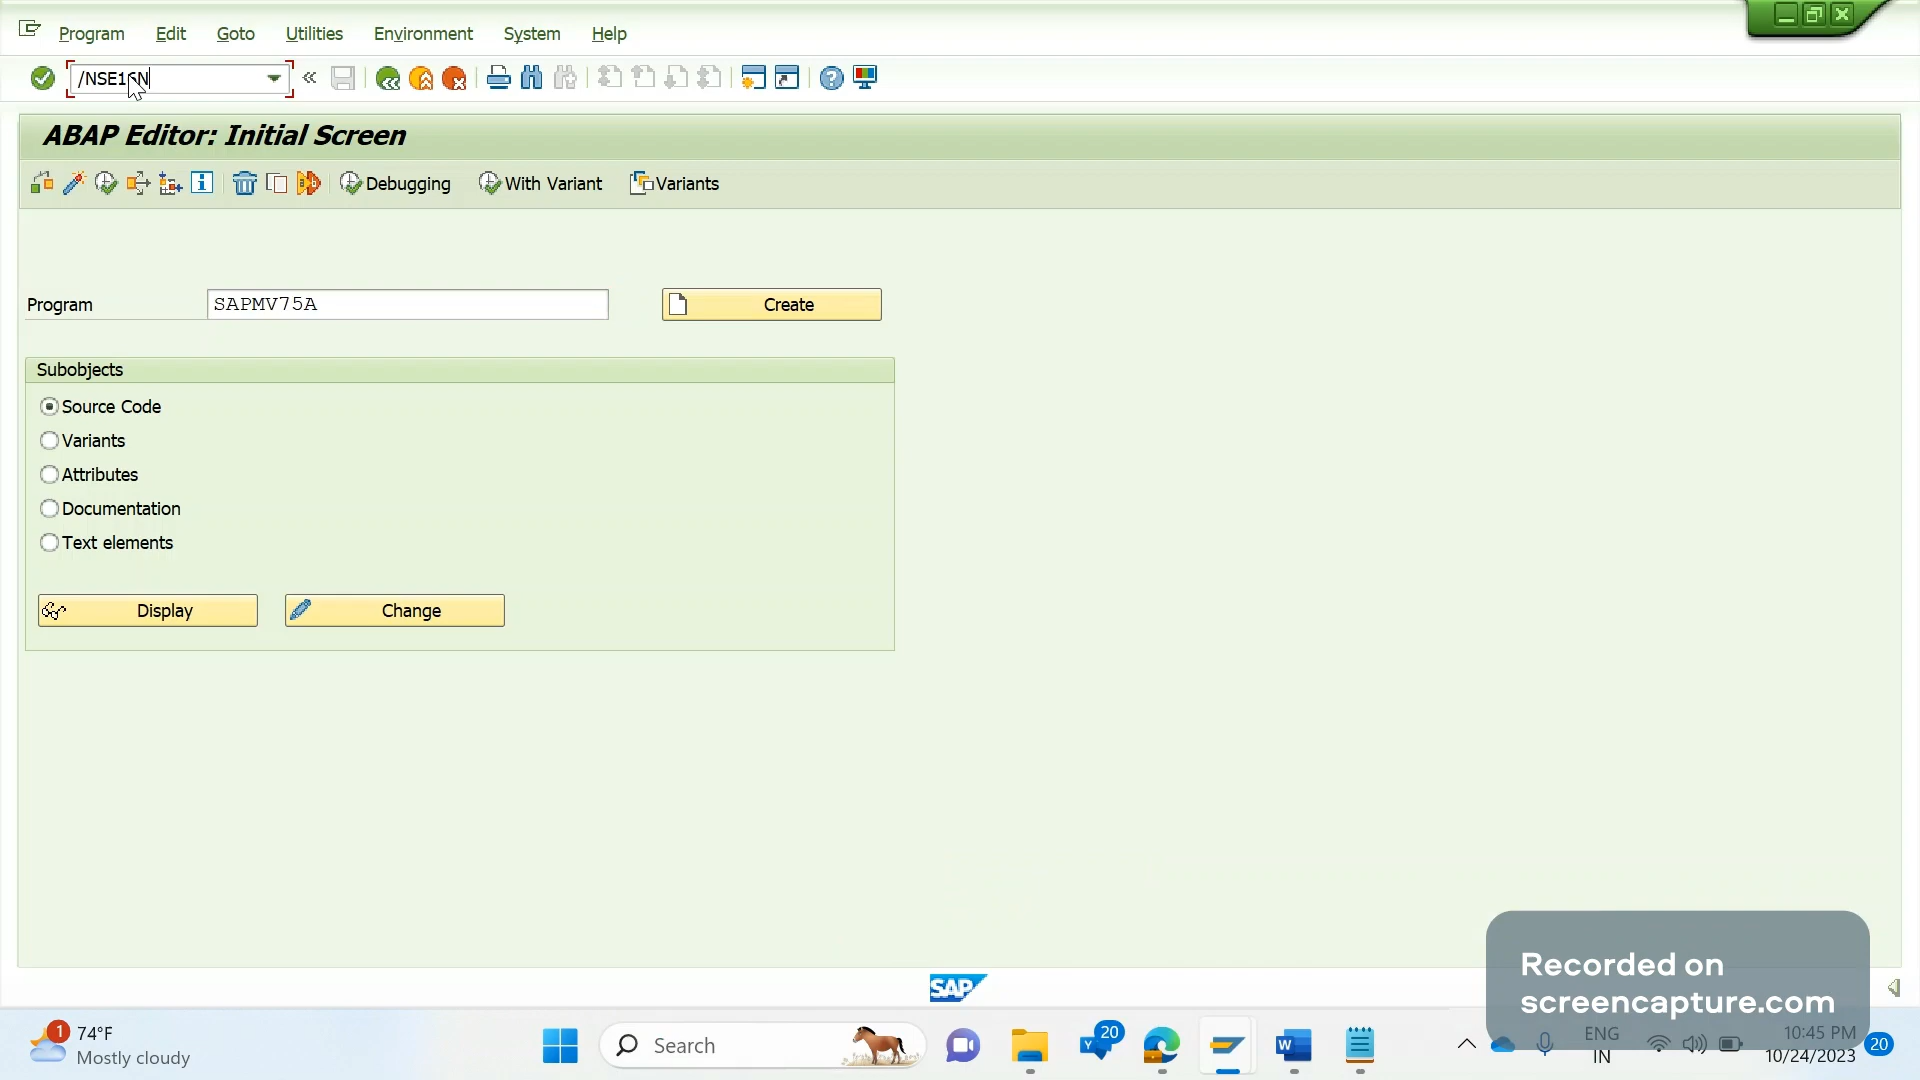 Program Edit Goto Utilities Environment System Help
/NSE16N
ABAP Editor: Initial Screen
Debugging With Variant Variants
Program SAPMV75A Create
Subobjects
Source Code
Variants
Attributes
Documentation
Text elements
Display Change
SAP
Recorded on
screencapture.com
1 74°F
Mostly cloudy
Search
20
W
ENG
IN
10:45 PM
10/24/2023
20